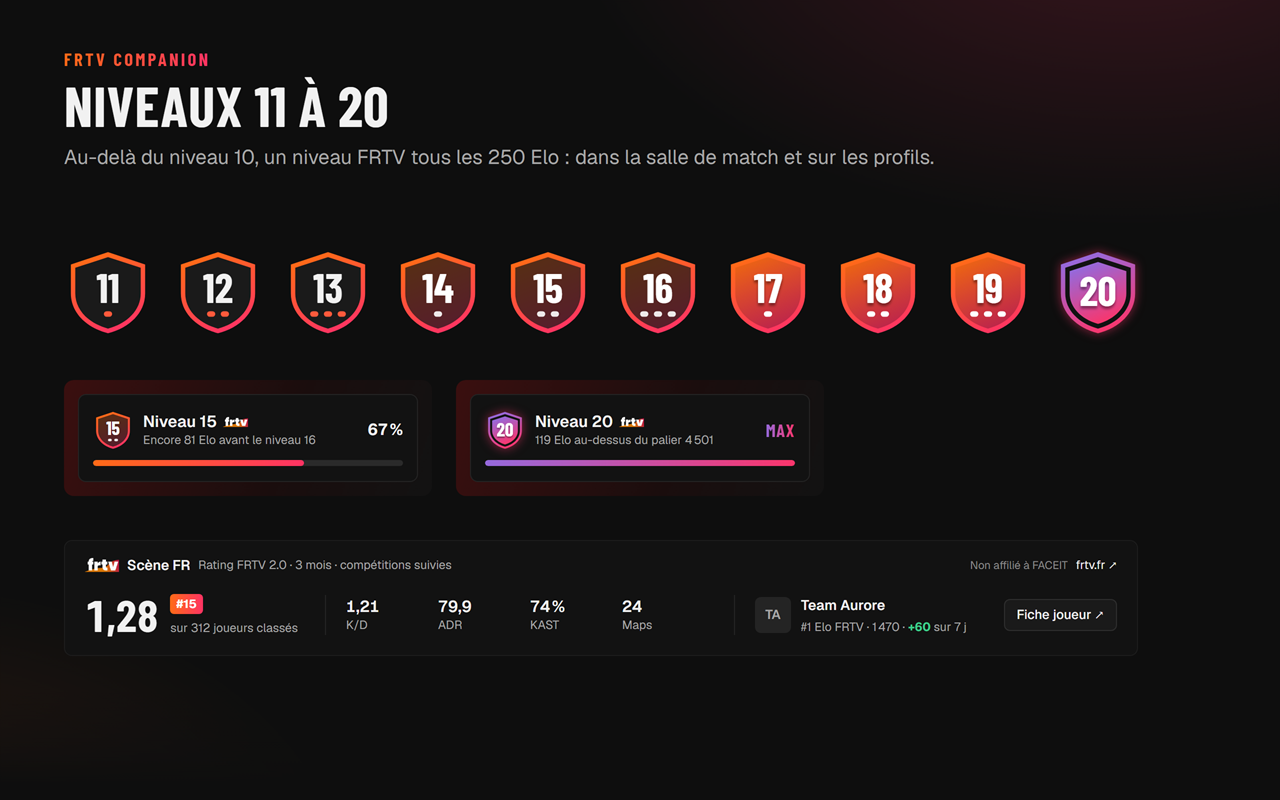 FRTV COMPANION
NIVEAUX 11 À 20
Au-delà du niveau 10, un niveau FRTV tous les 250 Elo : dans la salle de match et sur les profils.
11 12 13 14 15 16 17 18 19 20
15 Niveau 15 frtv
Encore 81 Elo avant le niveau 16
67 %
20 Niveau 20 frtv
119 Elo au-dessus du palier 4 501
MAX
frtv Scène FR Rating FRTV 2.0 · 3 mois · compétitions suivies
Non affilié à FACEIT frtv.fr ↗
1,28 #15
sur 312 joueurs classés
1,21 79,9 74 % 24
K/D ADR KAST Maps
TA Team Aurore
#1 Elo FRTV · 1 470 · +60 sur 7 j
Fiche joueur ↗